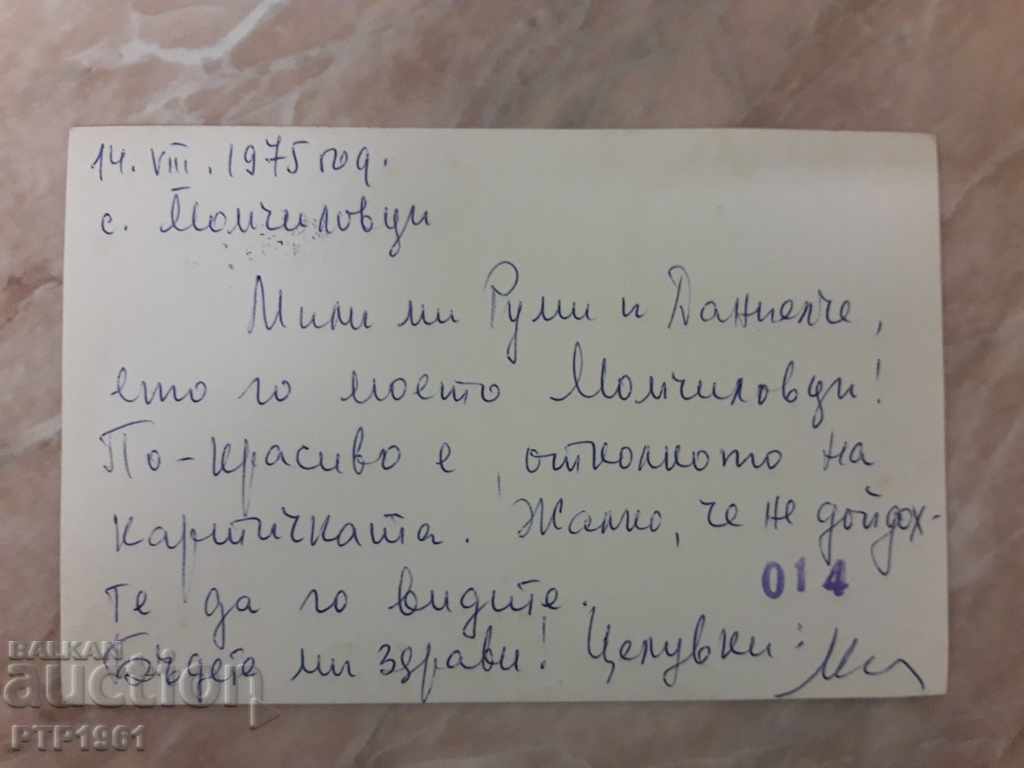 14. VIII. 1975 год.
с. Момчиловци
Мили ми Руми и Даниелче,
ето го моето Момчиловци!
По-красиво е, отколкото на
картичката. Жалко, че не дойдох-
те да го видите.
014
Бъдете ми здрави! Целувки:
BALKAN
auction
PTP1961